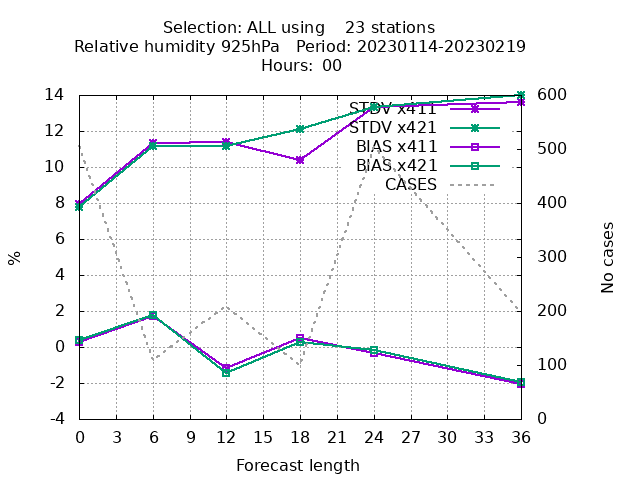 Selection: ALL using    23 stations
Relative humidity 925hPa   Period: 20230114-20230219
Hours: 00
14
12
10
8
6
4
2
0
-2
-4
%
600
500
400
300
200
100
0
No cases
STDV x411
STDV x421
BIAS x411
BIAS x421
CASES
0 3 6 9 12 15 18 21 24 27 30 33 36
Forecast length